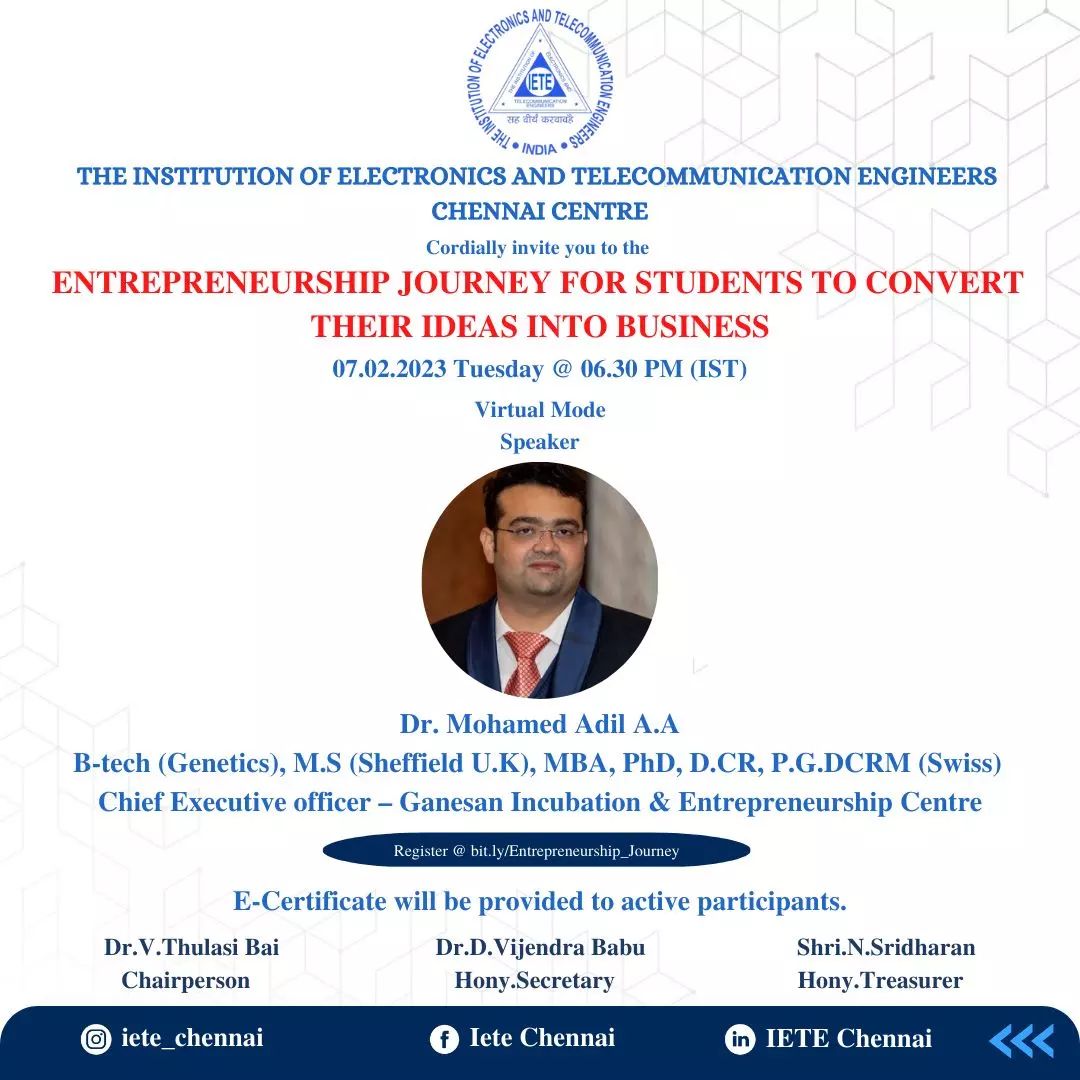 THE INSTITUTION OF ELECTRONICS AND TELECOMMUNICATION ENGINEERS
• INDIA •
THE INSTITUTION OF ELECTRONICS AND
IETE
TELECOMMUNICATION
ENGINEERS
सह वीर्यं करवावहै
THE INSTITUTION OF ELECTRONICS AND TELECOMMUNICATION ENGINEERS
CHENNAI CENTRE
Cordially invite you to the
ENTREPRENEURSHIP JOURNEY FOR STUDENTS TO CONVERT
THEIR IDEAS INTO BUSINESS
07.02.2023 Tuesday @ 06.30 PM (IST)
Virtual Mode
Speaker
Dr. Mohamed Adil A.A
B-tech (Genetics), M.S (Sheffield U.K), MBA, PhD, D.CR, P.G.DCRM (Swiss)
Chief Executive officer – Ganesan Incubation & Entrepreneurship Centre
Register @ bit.ly/Entrepreneurship_Journey
E-Certificate will be provided to active participants.
Dr.V.Thulasi Bai Dr.D.Vijendra Babu Shri.N.Sridharan
Chairperson Hony.Secretary Hony.Treasurer
iete_chennai Iete Chennai IETE Chennai